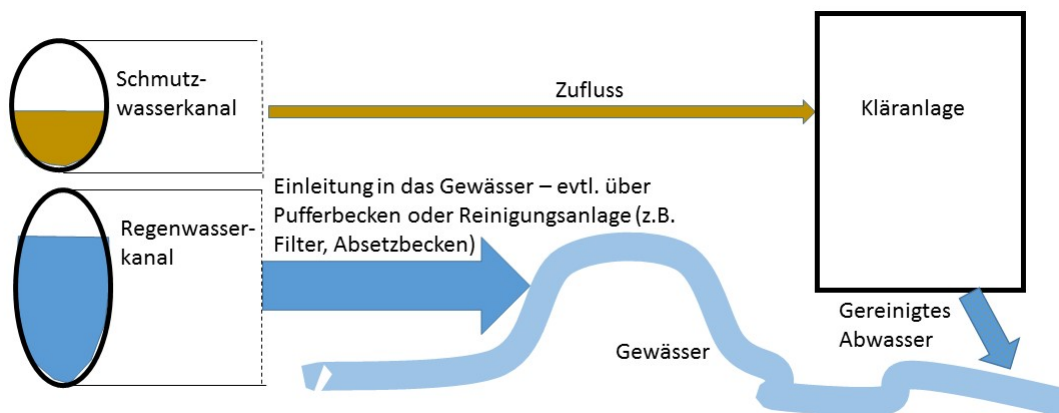 Schmutz-
wasserkanal
Zufluss
Kläranlage
Einleitung in das Gewässer – evtl. über
Pufferbecken oder Reinigungsanlage (z.B.
Filter, Absetzbecken)
Regenwasser-
kanal
Gewässer
Gereinigtes
Abwasser